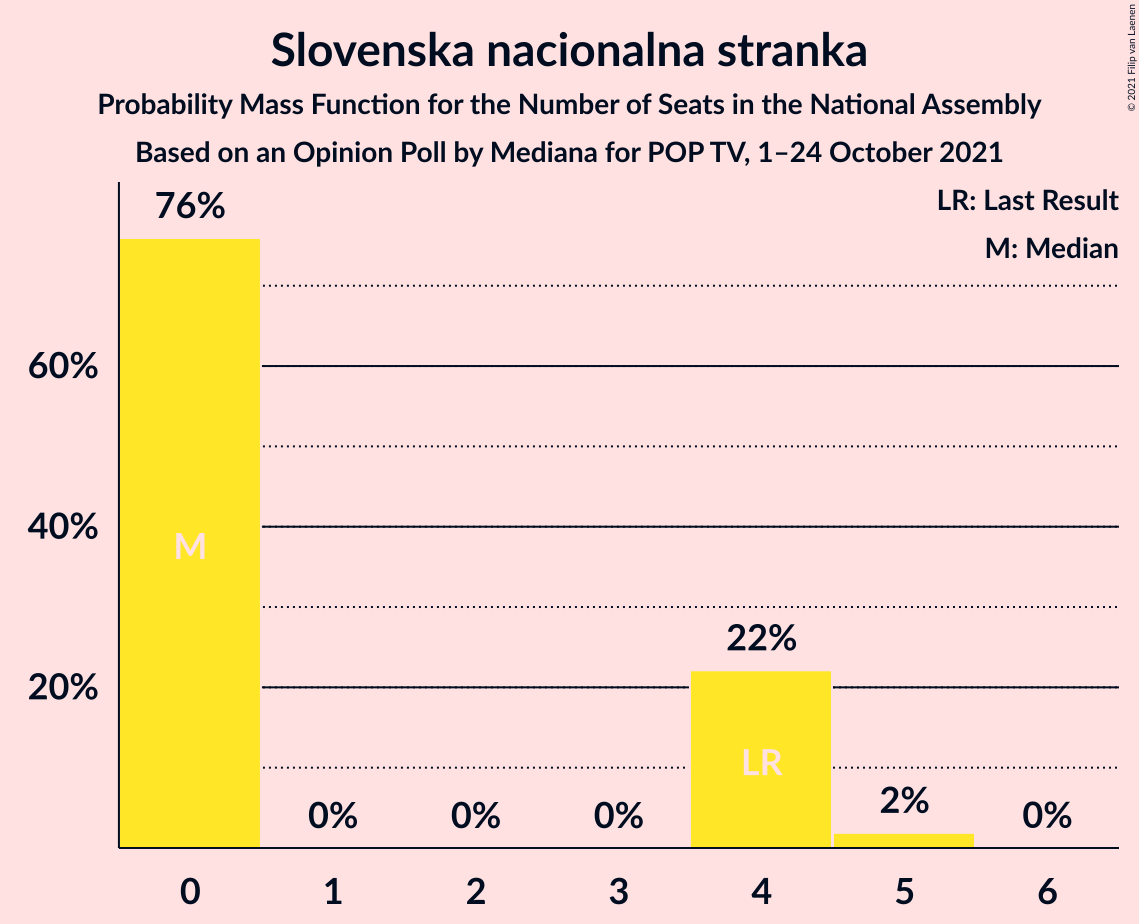 Slovenska nacionalna stranka
Probability Mass Function for the Number of Seats in the National Assembly
Based on an Opinion Poll by Mediana for POP TV, 1–24 October 2021
© 2021 Filip van Laenen
LR: Last Result
M: Median
76%
60%
40%
20%
M
0%
0%
0%
22%
LR
2%
0%
0
1
2
3
4
5
6